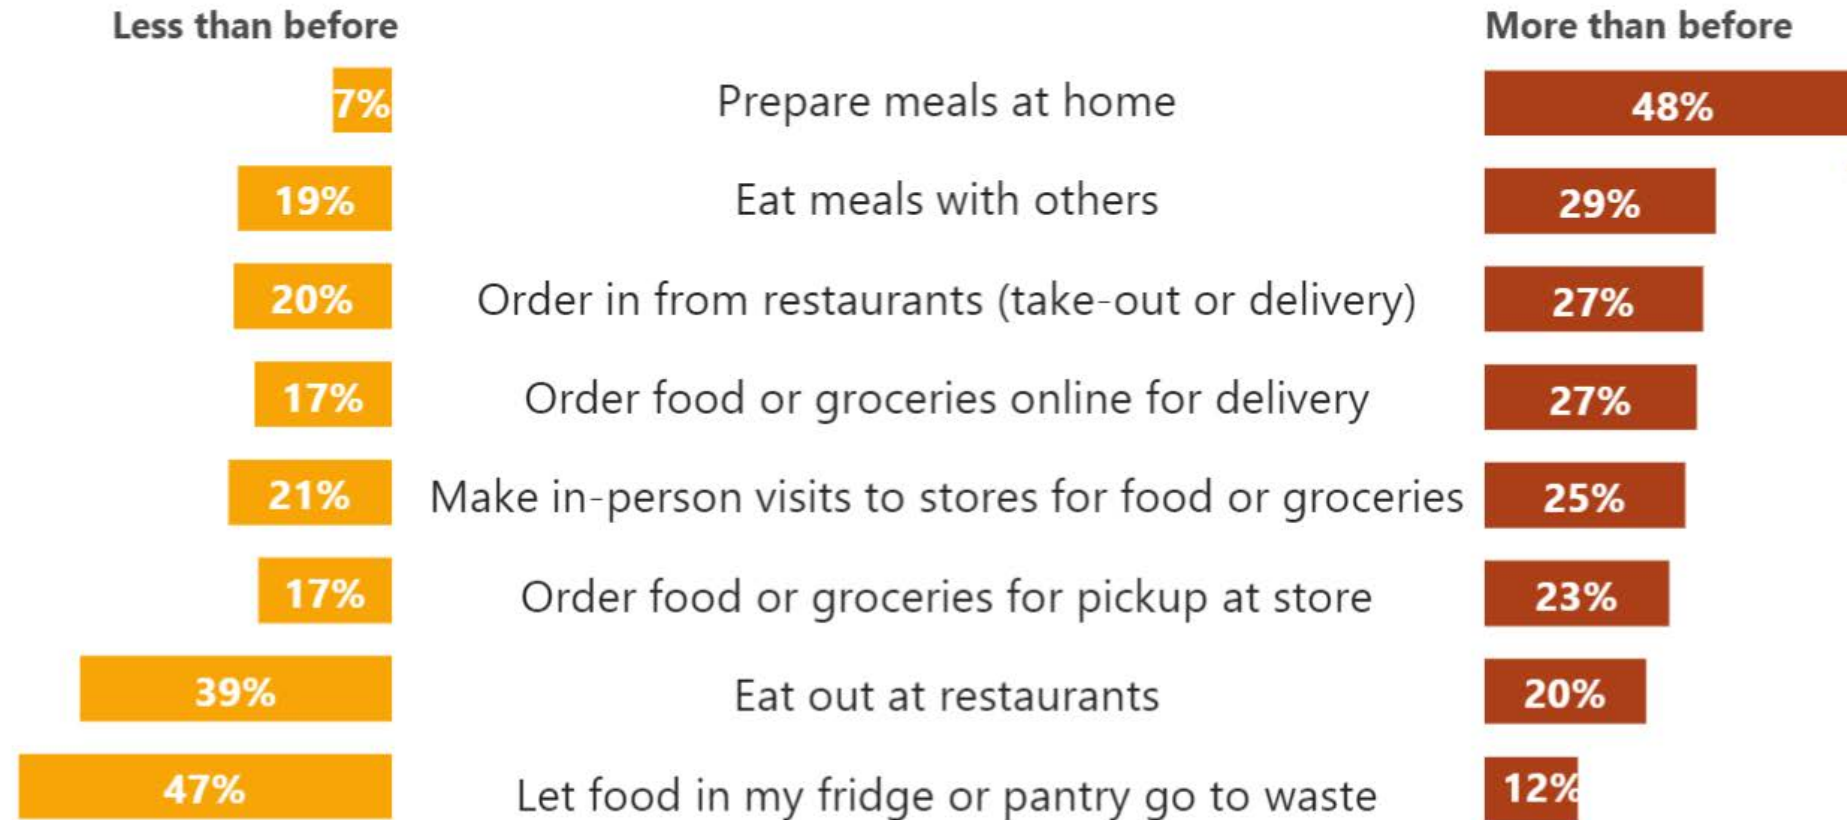 Less than before More than before
7% Prepare meals at home 48%
19% Eat meals with others 29%
20% Order in from restaurants (take-out or delivery) 27%
17% Order food or groceries online for delivery 27%
21% Make in-person visits to stores for food or groceries 25%
17% Order food or groceries for pickup at store 23%
39% Eat out at restaurants 20%
47% Let food in my fridge or pantry go to waste 12%